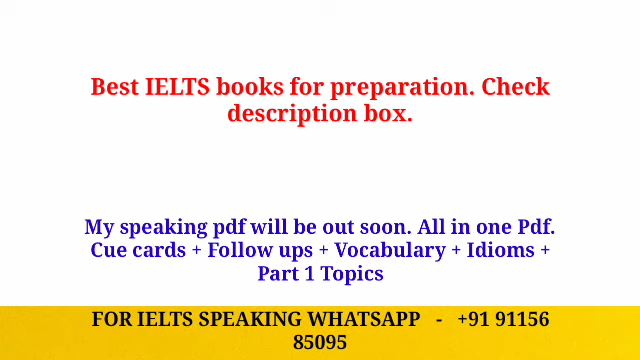 Best IELTS books for preparation. Check
description box.
My speaking pdf will be out soon. All in one Pdf.
Cue cards + Follow ups + Vocabulary + Idioms +
Part 1 Topics
FOR IELTS SPEAKING WHATSAPP - +91 91156
85095